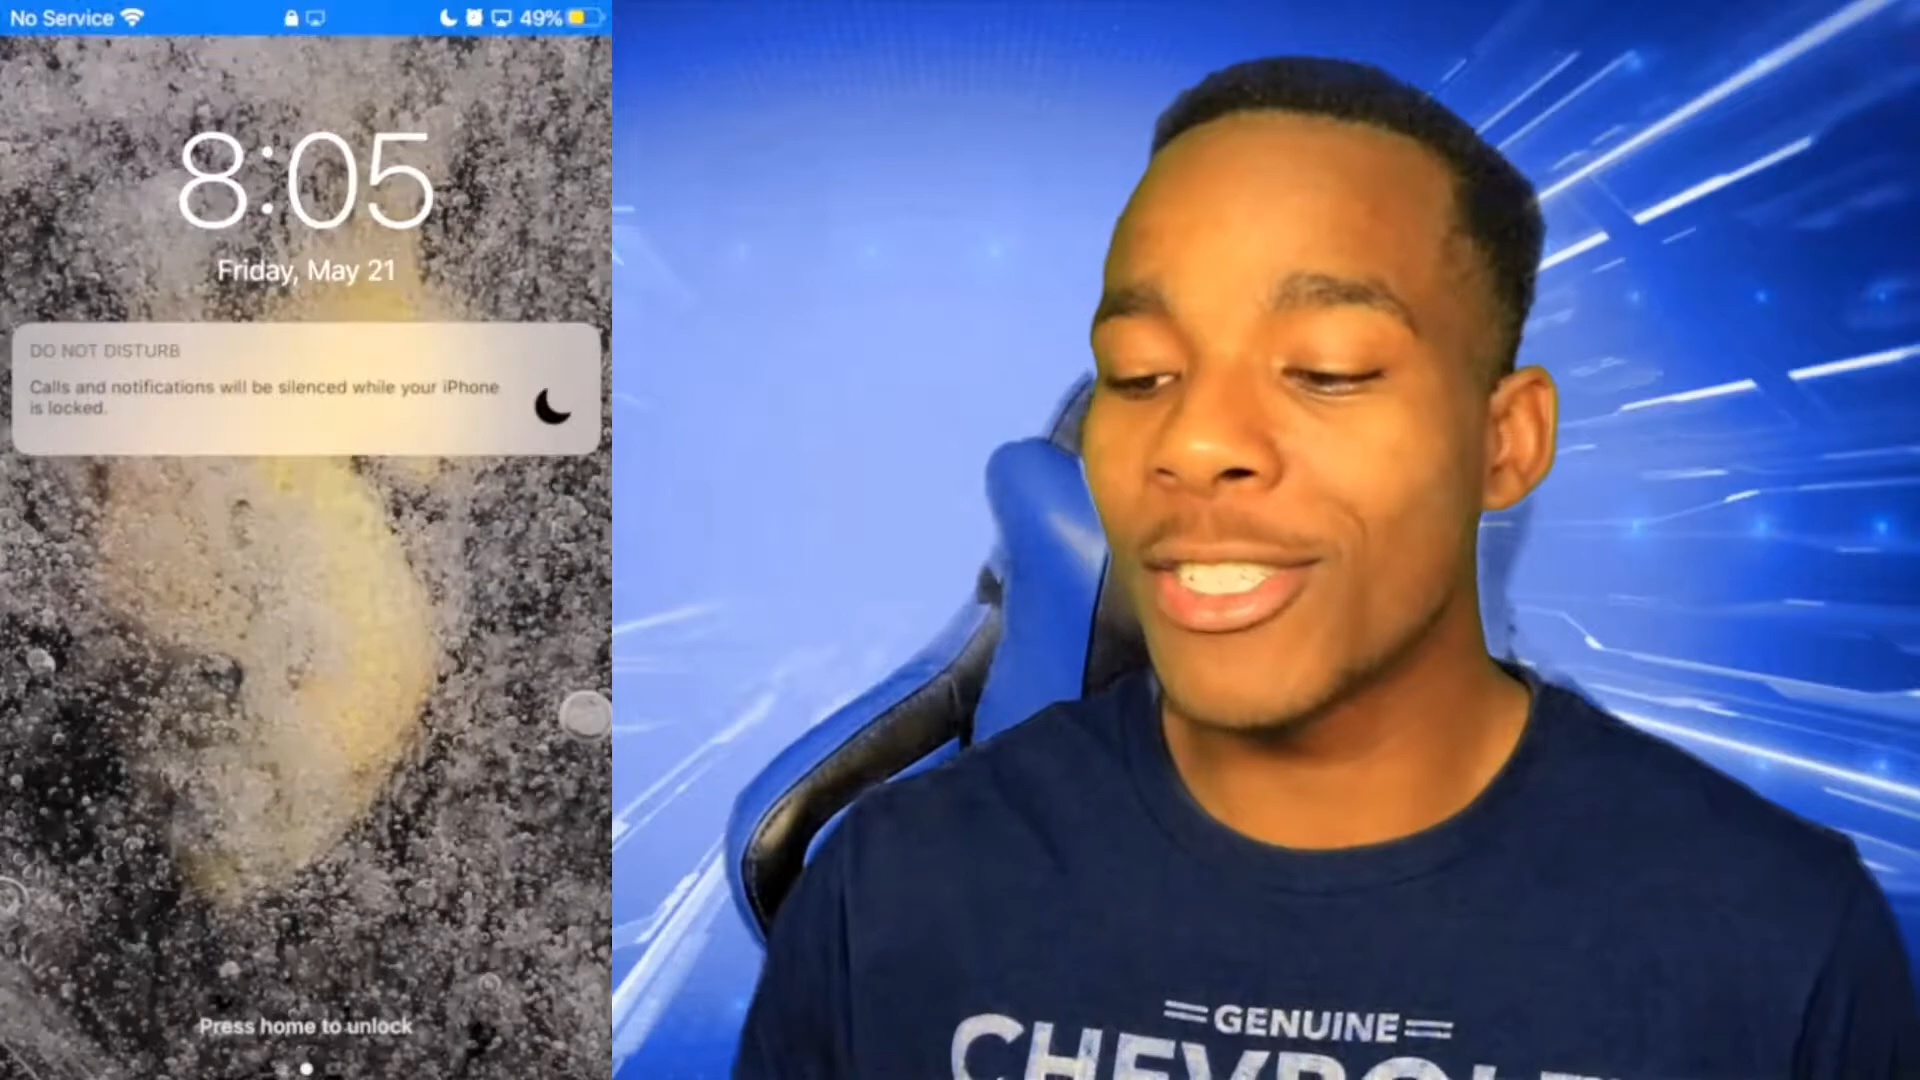 No Service
49%
8:05
Friday, May 21
DO NOT DISTURB
Calls and notifications will be silenced while your iPhone
is locked.
Press home to unlock
GENUINE